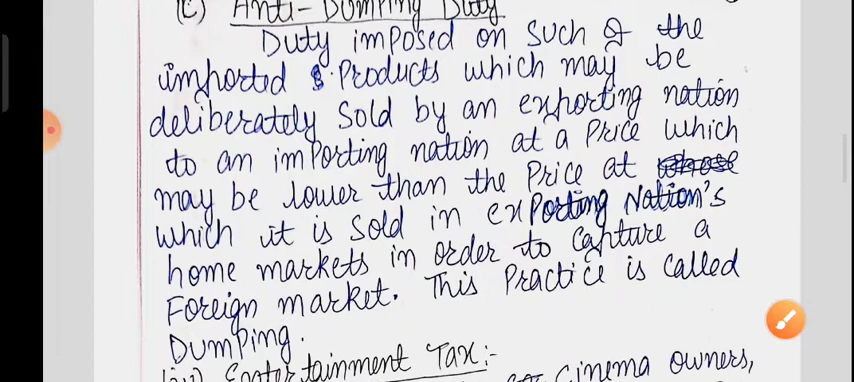 (C) Anti-Dumping Duty
Duty imposed on such of the
imported Products which may be
deliberately sold by an exporting nation
to an importing nation at a Price which
may be lower than the Price at
which it is sold in exporting Nation's
home markets in order to capture a
Foreign market. This Practice is called
Dumping.
Entertainment Tax:-
cinema owners,